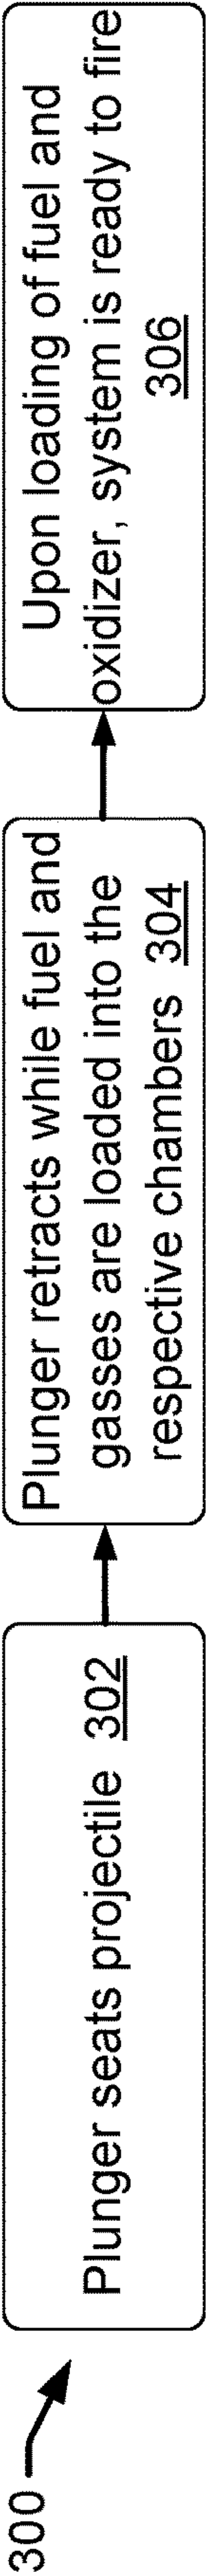 300
Plunger seats projectile 302
Plunger retracts while fuel and
gasses are loaded into the
respective chambers 304
Upon loading of fuel and
oxidizer, system is ready to fire
306